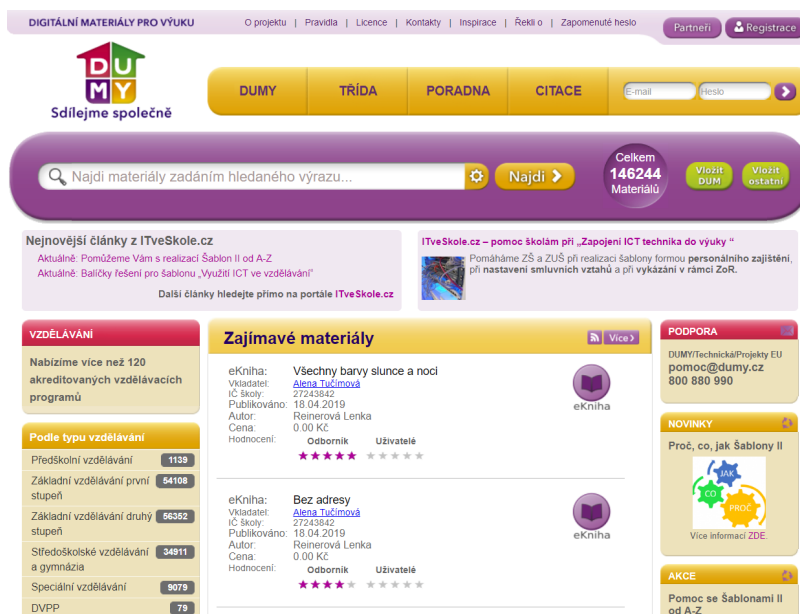 DIGITÁLNÍ MATERIÁLY PRO VÝUKU
O projektu | Pravidla | Licence | Kontakty | Inspirace | Řekli o | Zapomenuté heslo
Partneři
Registrace
DUMY
Sdílejme společně
DUMY
TŘÍDA
PORADNA
CITACE
E-mail
Heslo
Najdi materiály zadáním hledaného výrazu...
Najdi
Celkem
146244
Materiálů
Vložit
DUM
Vložit
ostatní
Nejnovější články z ITveSkole.cz
Aktuálně: Pomůžeme Vám s realizací Šablon II od A-Z
Aktuálně: Balíčky řešení pro šablonu „Využití ICT ve vzdělávání"
Další články hledejte přímo na portále ITveSkole.cz
ITveSkole.cz – pomoc školám při „Zapojení ICT technika do výuky “
Pomáháme ZŠ a ZUŠ při realizaci šablony formou personálního zajištění,
při nastavení smluvních vztahů a při vykázání v rámci ZoR.
VZDĚLÁVÁNÍ
Nabízíme více než 120
akreditovaných vzdělávacích
programů
Podle typu vzdělávání
Předškolní vzdělávání 1139
Základní vzdělávání první 54108
stupeň
Základní vzdělávání druhý 56352
stupeň
Středoškolské vzdělávání 34911
a gymnázia
Speciální vzdělávání 9079
DVPP 79
Zajímavé materiály
Více
eKniha: Všechny barvy slunce a noci
Vkladatel: Alena Tučímová
IČ školy: 27243842
Publikováno: 18.04.2019
Autor: Reinerová Lenka
Cena: 0.00 Kč
Hodnocení: Odborník Uživatelé
eKniha
eKniha: Bez adresy
Vkladatel: Alena Tučímová
IČ školy: 27243842
Publikováno: 18.04.2019
Autor: Reinerová Lenka
Cena: 0.00 Kč
Hodnocení: Odborník Uživatelé
eKniha
PODPORA
DUMY/Technická/Projekty EU
pomoc@dumy.cz
800 880 990
NOVINKY
Proč, co, jak Šablony II
JAK
CO
PROČ
Více informací ZDE.
AKCE
Pomoc se Šablonami II
od A-Z